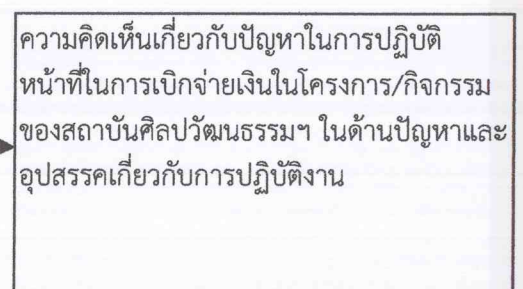 ความคิดเห็นเกี่ยวกับปัญหาในการปฏิบัติ
หน้าที่ในการเบิกจ่ายเงินในโครงการ/กิจกรรม
ของสถาบันศิลปวัฒนธรรมฯ ในด้านปัญหาและ
อุปสรรคเกี่ยวกับการปฏิบัติงาน